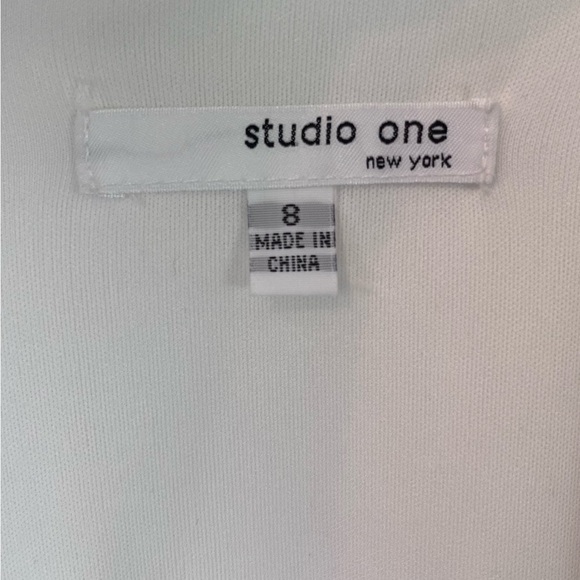 studio one
new york
8
MADE IN
CHINA